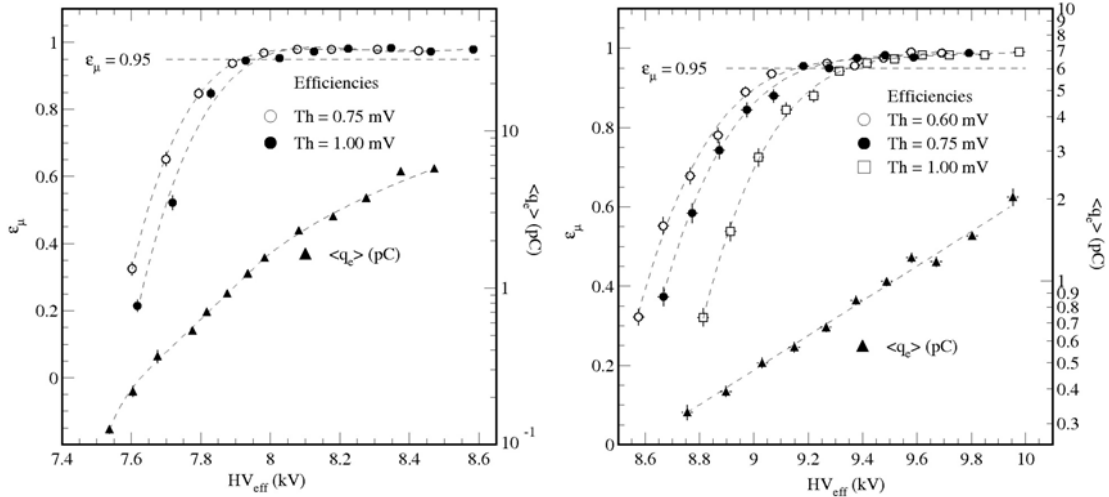 1
ε_μ = 0.95
0.8
Efficiencies
Th = 0.75 mV
Th = 1.00 mV
10
0.6
0.4
<q_e> (pC)
0.2
1
0
10^-1
ε_μ
<q_e> (pC)
7.4 7.6 7.8 8 8.2 8.4 8.6
HV_eff (kV)
1
ε_μ = 0.95
0.8
Efficiencies
Th = 0.60 mV
Th = 0.75 mV
Th = 1.00 mV
0.6
0.4
<q_e> (pC)
0.2
0
ε_μ
10
9
8
7
6
5
4
3
2
1
0.9
0.8
0.7
0.6
0.5
0.4
0.3
<q_e> (pC)
8.6 8.8 9 9.2 9.4 9.6 9.8 10
HV_eff (kV)